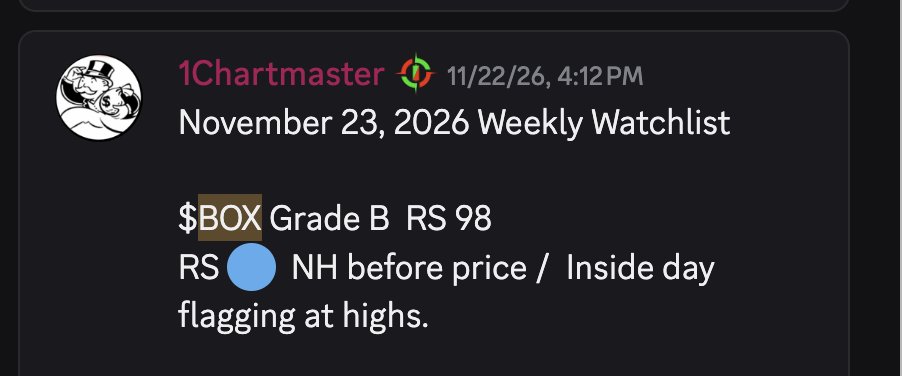 1Chartmaster 11/22/26, 4:12 PM
November 23, 2026 Weekly Watchlist
$BOX Grade B RS 98
RS 🔵 NH before price / Inside day
flagging at highs.